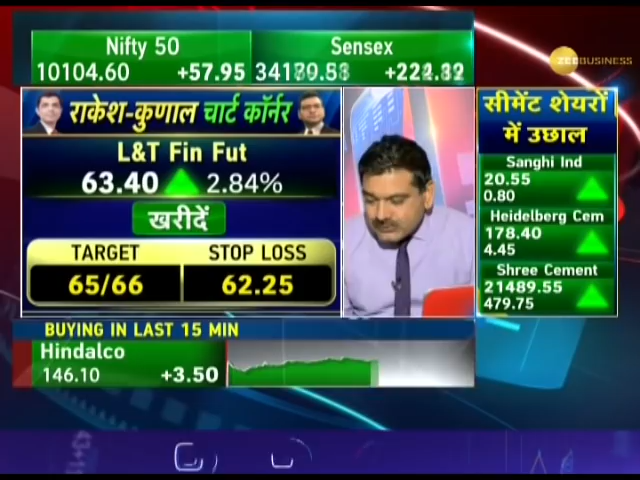 Nifty 50
10104.60 +57.95
Sensex
ZEE BUSINESS
राकेश-कुणाल चार्ट कॉर्नर
L&T Fin Fut
63.40 2.84%
खरीदें
TARGET STOP LOSS
65/66 62.25
सीमेंट शेयरों
में उछाल
Sanghi Ind
20.55
0.80
Heidelberg Cem
178.40
4.45
Shree Cement
21489.55
479.75
BUYING IN LAST 15 MIN
Hindalco
146.10 +3.50